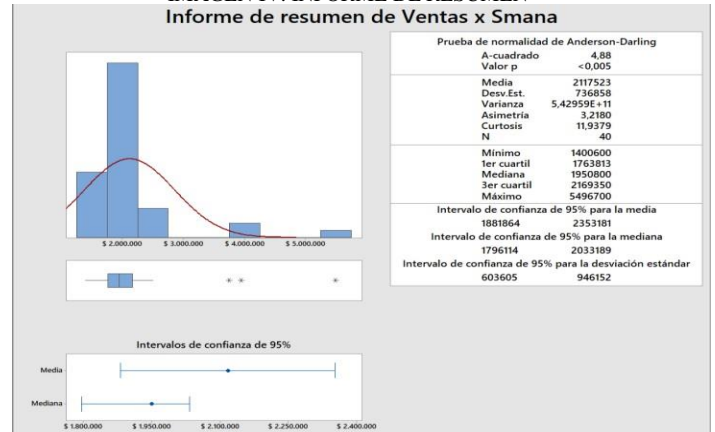 IMAGEN N°. INFORME DE RESUMEN
Informe de resumen de Ventas x Smana
Prueba de normalidad de Anderson-Darling
A-cuadrado 4,88
Valor p <0,005
Media 2117523
Desv.Est. 736858
Varianza 5,42959E+11
Asimetría 3,2180
Curtosis 11,9379
N 40
Mínimo 1400600
1er cuartil 1763813
Mediana 1950800
3er cuartil 2169350
Máximo 5496700
Intervalo de confianza de 95% para la media
1881864 2353181
Intervalo de confianza de 95% para la mediana
1796114 2033189
Intervalo de confianza de 95% para la desviación estándar
603605 946152
$ 2.000.000 $ 3.000.000 $ 4.000.000 $ 5.000.000
Intervalos de confianza de 95%
Media
Mediana
$ 1.800.000 $ 1.950.000 $ 2.100.000 $ 2.250.000 $ 2.400.000